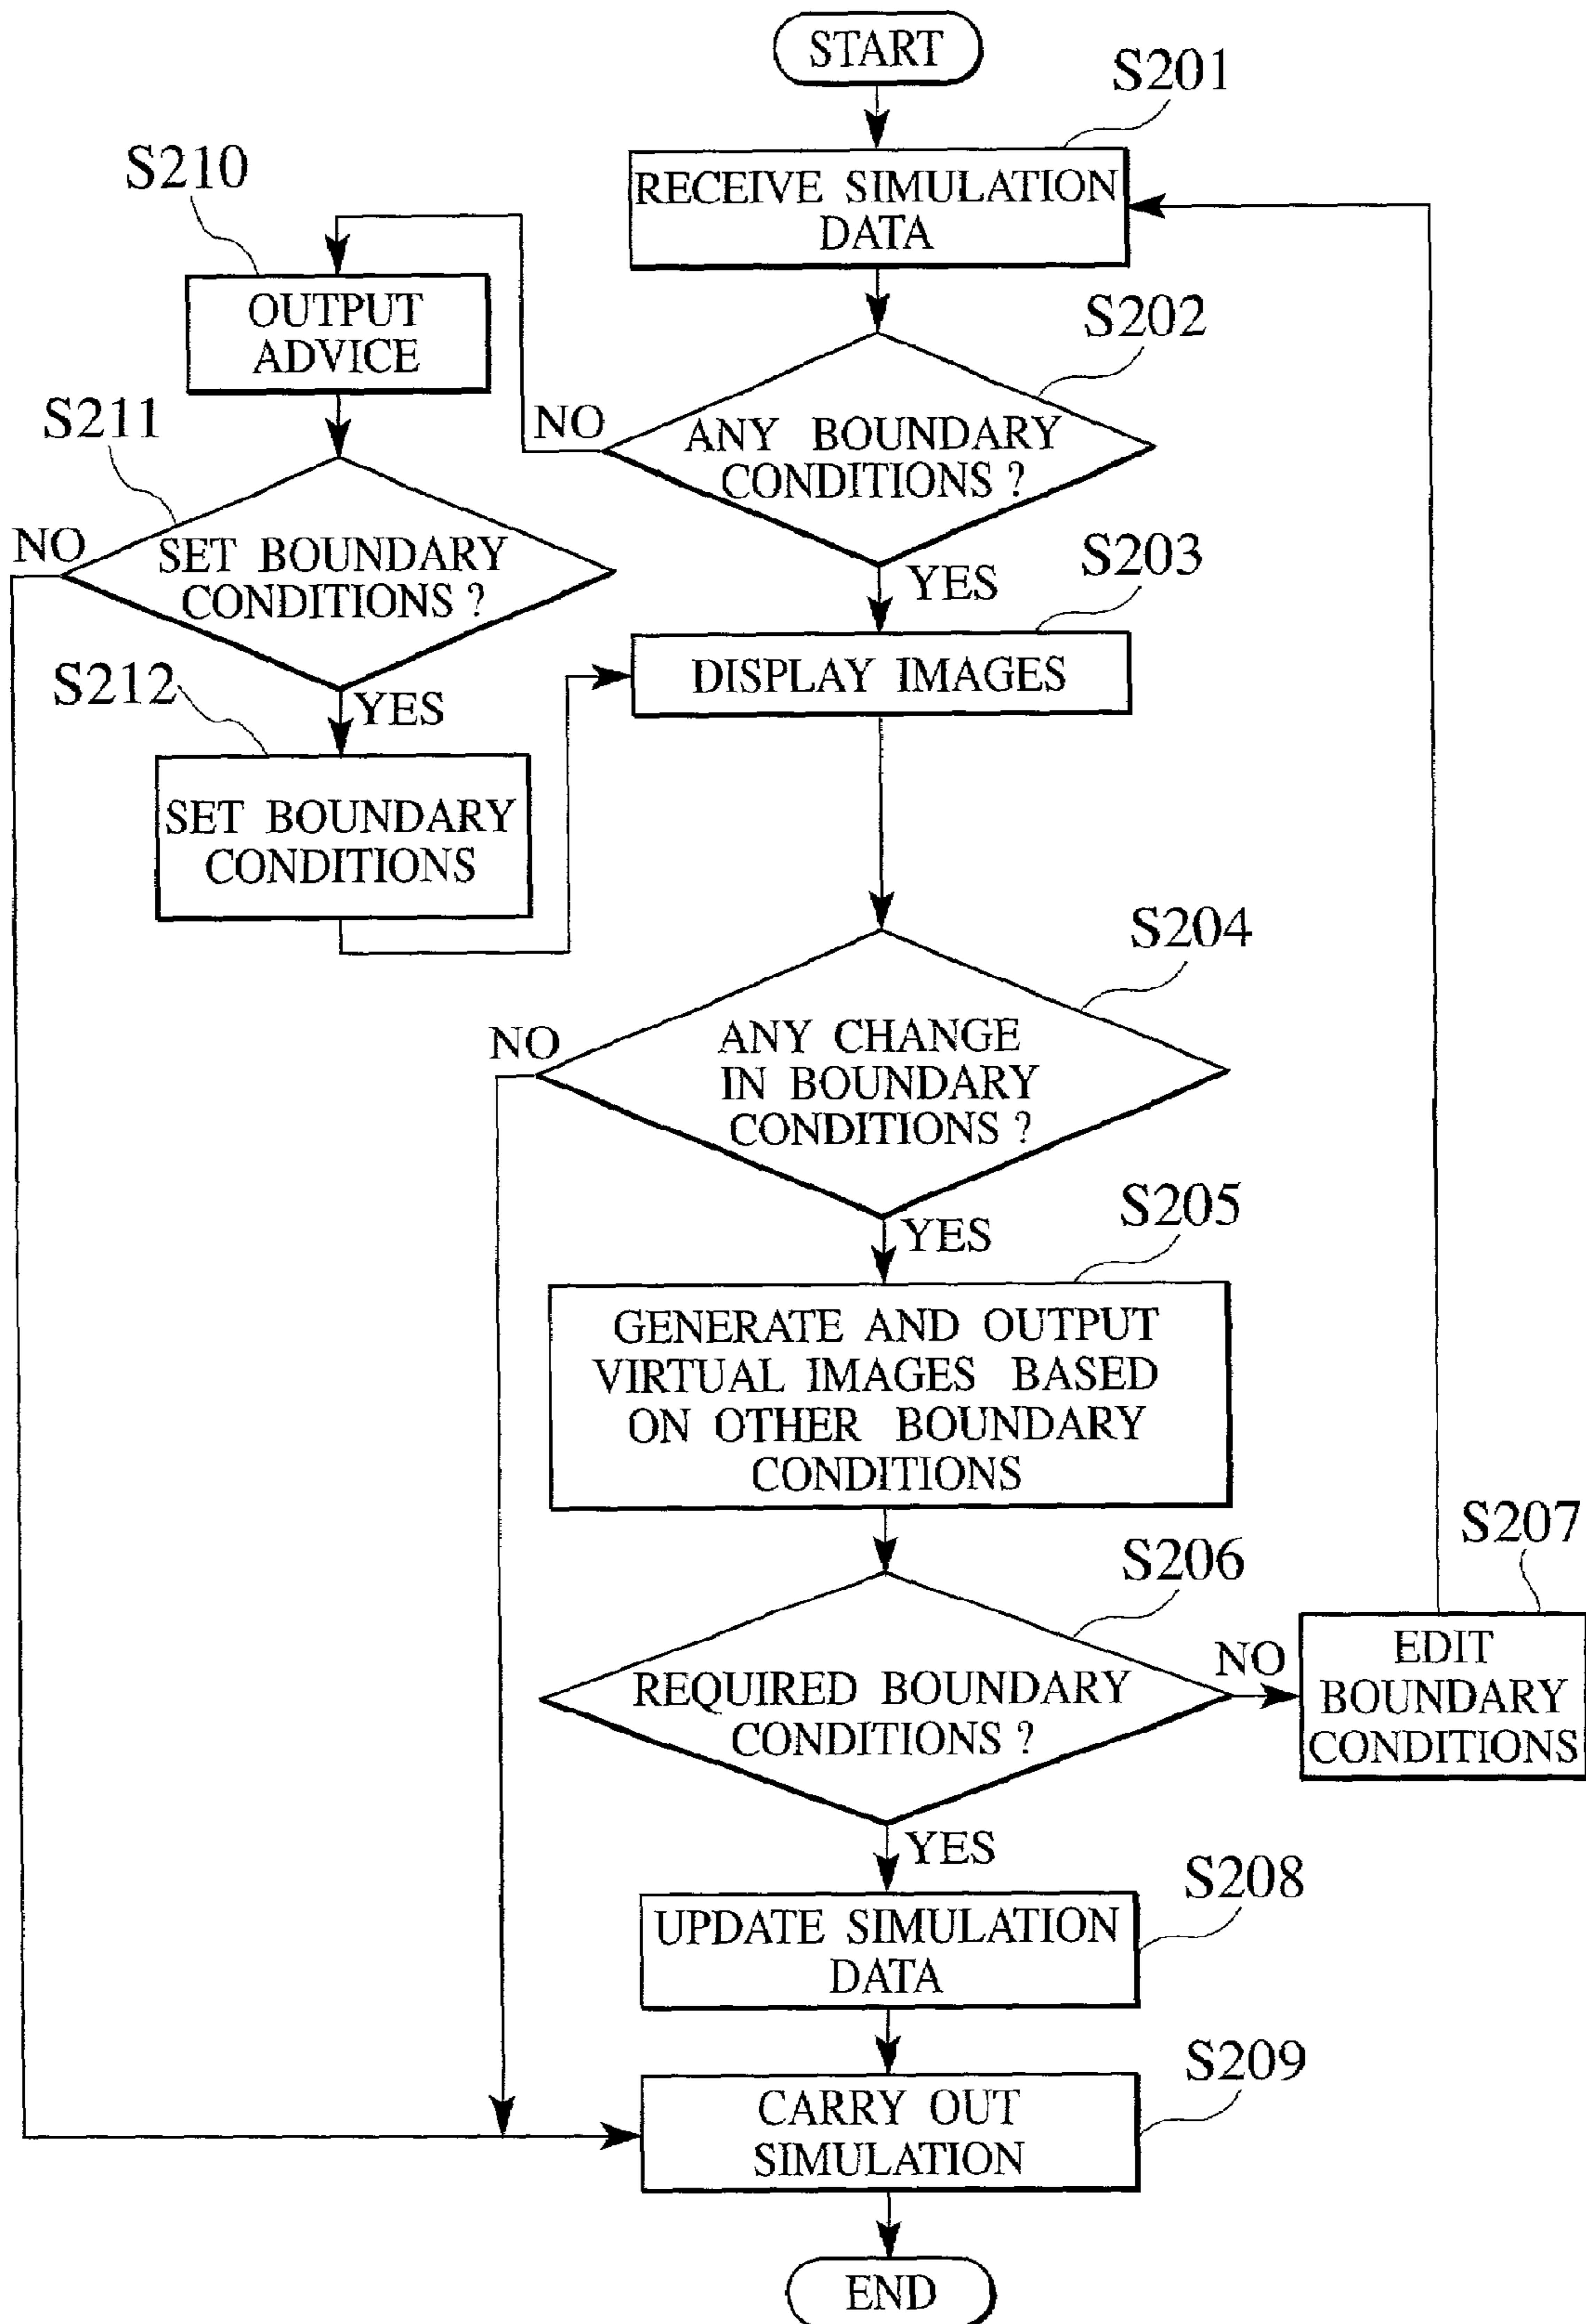 START
S201
RECEIVE SIMULATION
DATA
S210
OUTPUT
ADVICE
S202
NO
ANY BOUNDARY
CONDITIONS ?
S211
NO
SET BOUNDARY
CONDITIONS ?
YES
S203
DISPLAY IMAGES
S212
YES
SET BOUNDARY
CONDITIONS
S204
NO
ANY CHANGE
IN BOUNDARY
CONDITIONS ?
YES
S205
GENERATE AND OUTPUT
VIRTUAL IMAGES BASED
ON OTHER BOUNDARY
CONDITIONS
S206
REQUIRED BOUNDARY
CONDITIONS ?
NO
S207
EDIT
BOUNDARY
CONDITIONS
YES
S208
UPDATE SIMULATION
DATA
S209
CARRY OUT
SIMULATION
END